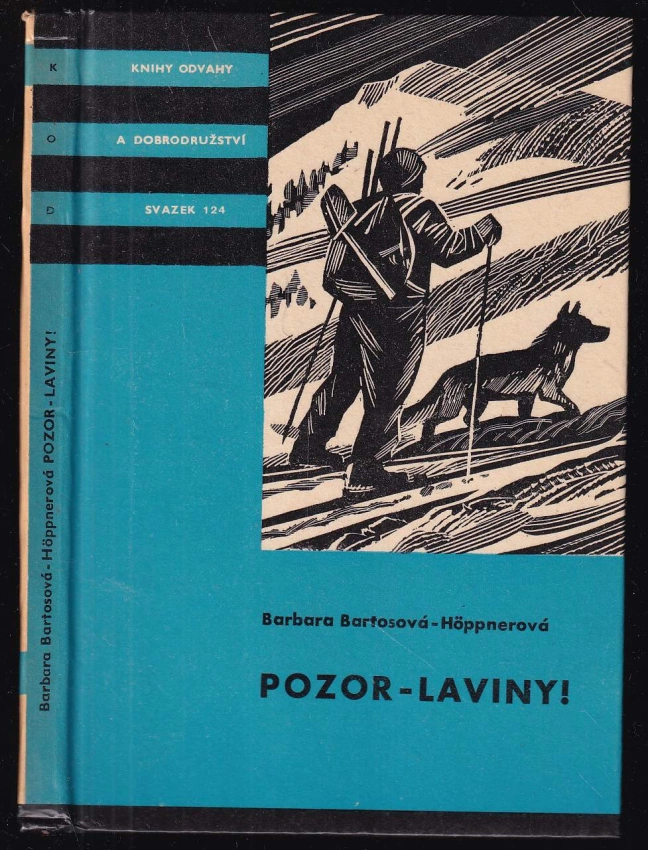 K
KNIHY ODVAHY
O
A DOBRODRUŽSTVÍ
D
SVAZEK 124
Barbara Bartosová-Höppnerová POZOR-LAVINY!
Barbara Bartosová-Höppnerová
POZOR-LAVINY!